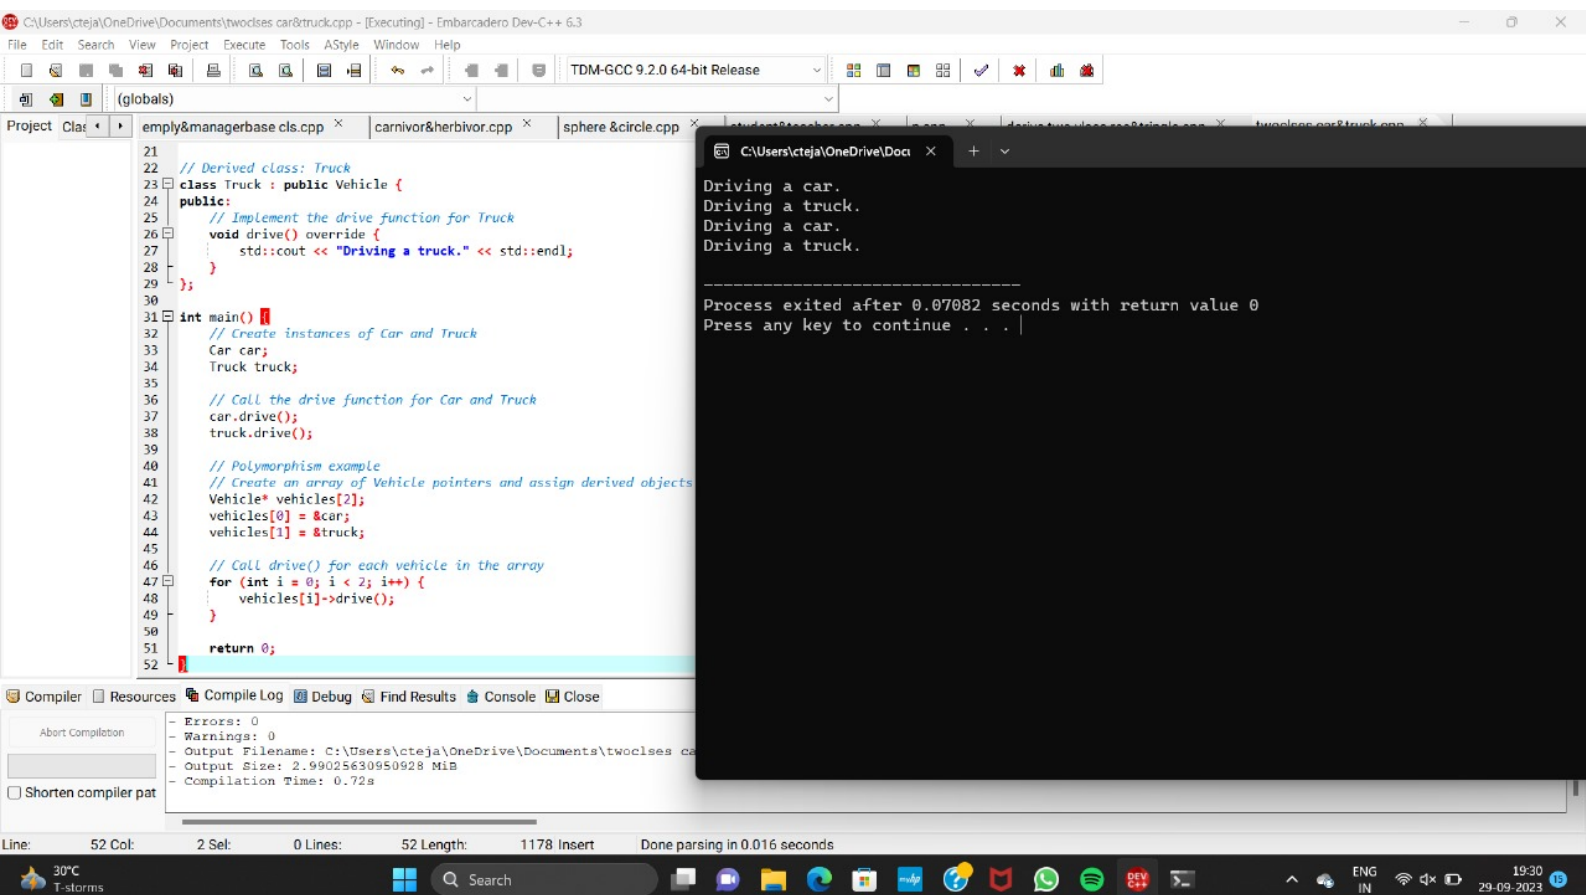 C:\Users\cteja\OneDrive\Documents\twoclses car&truck.cpp - [Executing] - Embarcadero Dev-C++ 6.3
File Edit Search View Project Execute Tools AStyle Window Help
TDM-GCC 9.2.0 64-bit Release
(globals)
Project Clas
emply&managerbase cls.cpp
carnivor&herbivor.cpp
sphere &circle.cpp
C:\Users\cteja\OneDrive\Docu
21
22 // Derived class: Truck
23 class Truck : public Vehicle {
24 public:
25 // Implement the drive function for Truck
26 void drive() override {
27 std::cout << "Driving a truck." << std::endl;
28 }
29 };
30
31 int main() {
32 // Create instances of Car and Truck
33 Car car;
34 Truck truck;
35
36 // Call the drive function for Car and Truck
37 car.drive();
38 truck.drive();
39
40 // Polymorphism example
41 // Create an array of Vehicle pointers and assign derived objects
42 Vehicle* vehicles[2];
43 vehicles[0] = &car;
44 vehicles[1] = &truck;
45
46 // Call drive() for each vehicle in the array
47 for (int i = 0; i < 2; i++) {
48 vehicles[i]->drive();
49 }
50
51 return 0;
52 }
Driving a car.
Driving a truck.
Driving a car.
Driving a truck.
--------------------------------
Process exited after 0.07082 seconds with return value 0
Press any key to continue . . .
Compiler Resources Compile Log Debug Find Results Console Close
Abort Compilation
Shorten compiler pat
- Errors: 0
- Warnings: 0
- Output Filename: C:\Users\cteja\OneDrive\Documents\twoclses ca
- Output Size: 2.99025630950928 MiB
- Compilation Time: 0.72s
Line: 52 Col: 2 Sel: 0 Lines: 52 Length: 1178 Insert Done parsing in 0.016 seconds
30°C
T-storms
Search
ENG
IN
19:30
29-09-2023
15